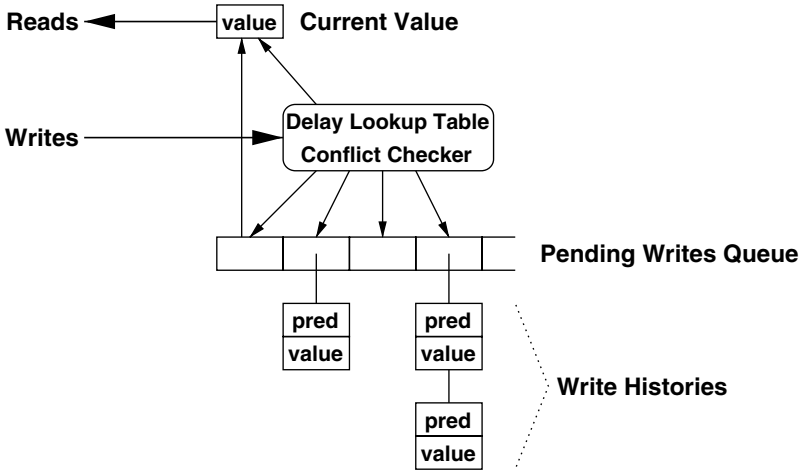 Reads
value
Current Value
Writes
Delay Lookup Table
Conflict Checker
Pending Writes Queue
pred
value
pred
value
Write Histories
pred
value